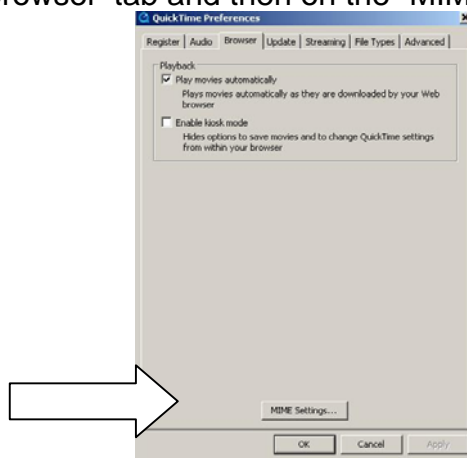 rowser" tab and then on the "MIM
QuickTime Preferences
Register Audio Browser Update Streaming File Types Advanced
Playback
Play movies automatically
Plays movies automatically as they are downloaded by your Web
browser
Enable kiosk mode
Hides options to save movies and to change QuickTime settings
from within your browser
MIME Settings...
OK Cancel Apply